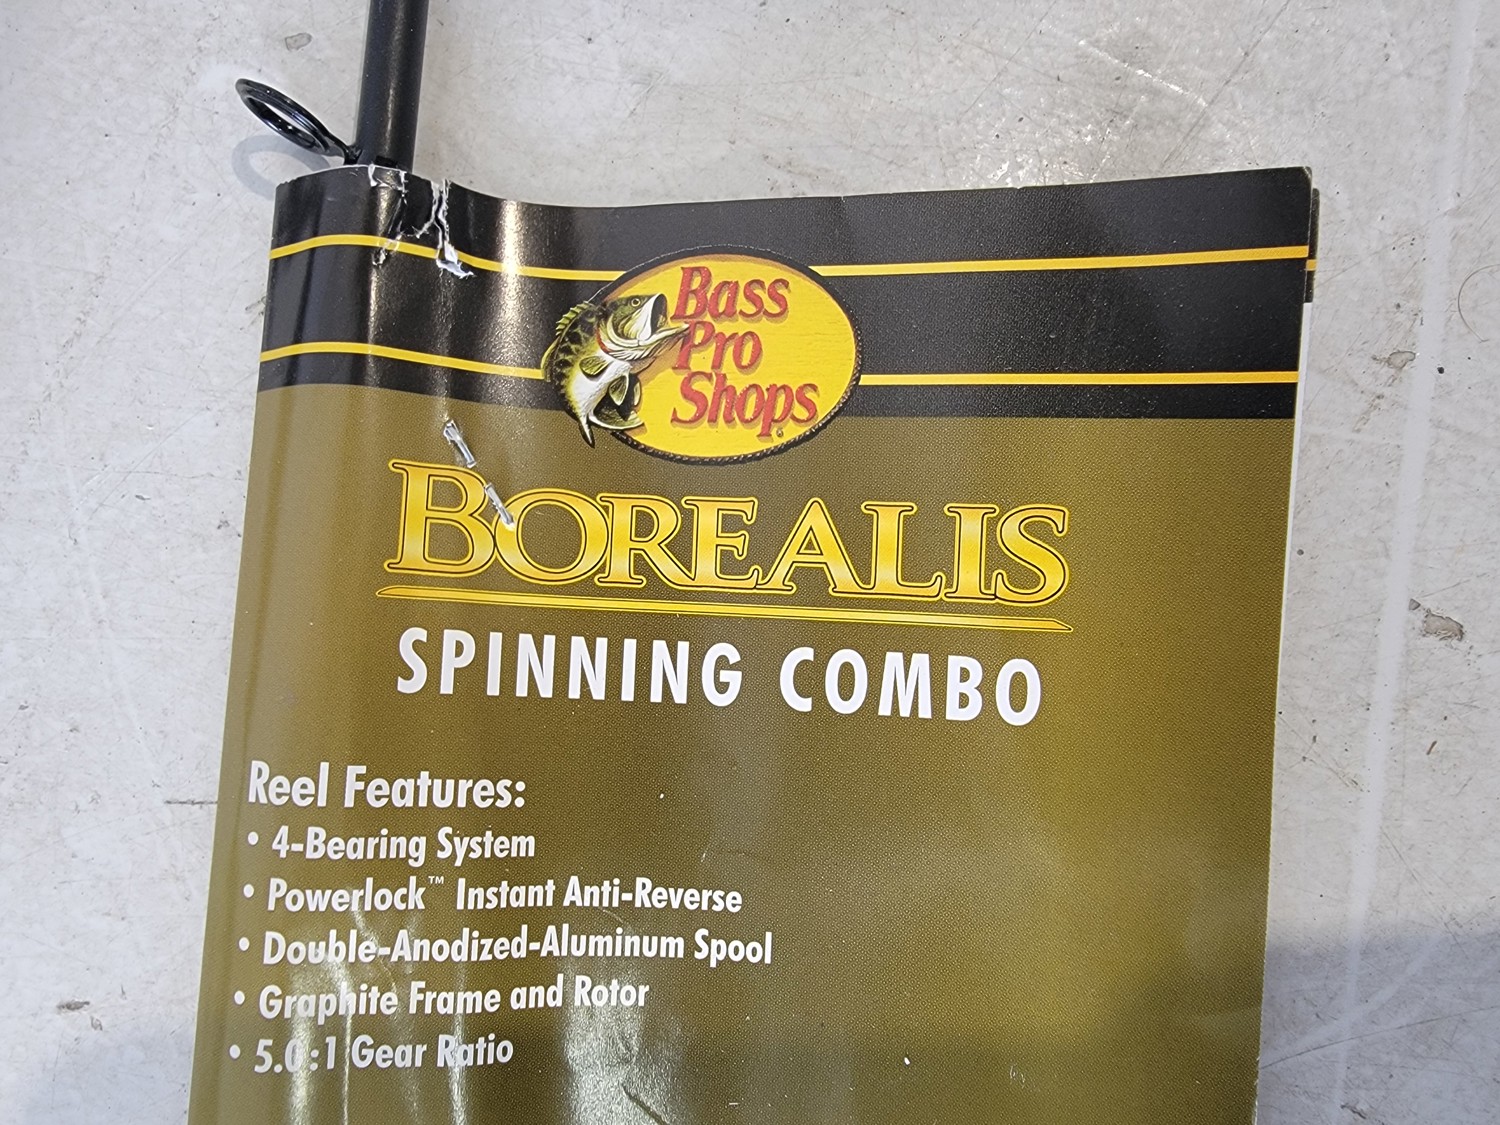 Bass
Pro
Shops
BOREALIS
SPINNING COMBO
Reel Features:
• 4-Bearing System
• Powerlock™ Instant Anti-Reverse
• Double-Anodized-Aluminum Spool
• Graphite Frame and Rotor
• 5.0:1 Gear Ratio